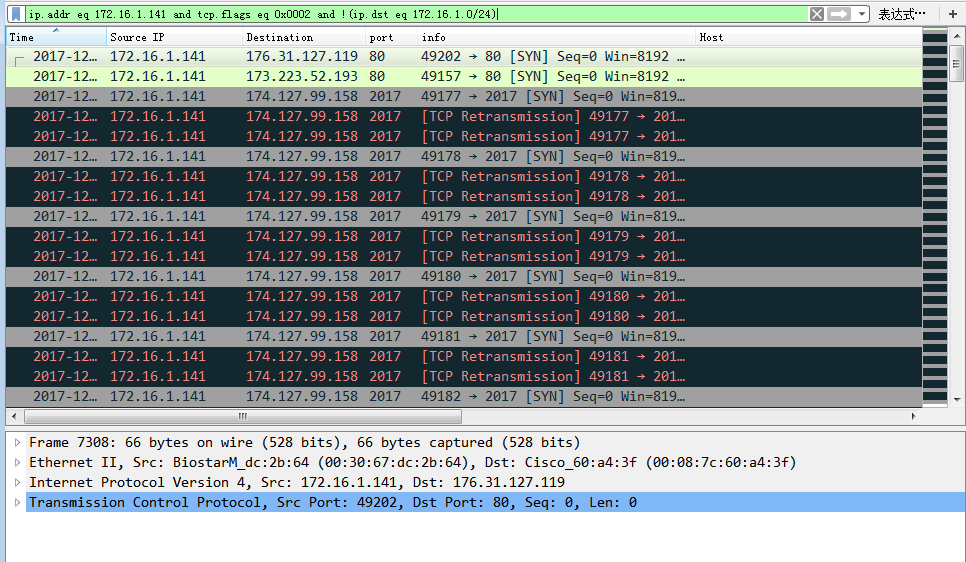 ip.addr eq 172.16.1.141 and tcp.flags eq 0x0002 and !(ip.dst eq 172.16.1.0/24) 表达式…
Time Source IP Destination port info Host
2017-12… 172.16.1.141 176.31.127.119 80 49202 → 80 [SYN] Seq=0 Win=8192 …
2017-12… 172.16.1.141 173.223.52.193 80 49157 → 80 [SYN] Seq=0 Win=8192 …
2017-12… 172.16.1.141 174.127.99.158 2017 49177 → 2017 [SYN] Seq=0 Win=819…
2017-12… 172.16.1.141 174.127.99.158 2017 [TCP Retransmission] 49177 → 201…
2017-12… 172.16.1.141 174.127.99.158 2017 [TCP Retransmission] 49177 → 201…
2017-12… 172.16.1.141 174.127.99.158 2017 49178 → 2017 [SYN] Seq=0 Win=819…
2017-12… 172.16.1.141 174.127.99.158 2017 [TCP Retransmission] 49178 → 201…
2017-12… 172.16.1.141 174.127.99.158 2017 [TCP Retransmission] 49178 → 201…
2017-12… 172.16.1.141 174.127.99.158 2017 49179 → 2017 [SYN] Seq=0 Win=819…
2017-12… 172.16.1.141 174.127.99.158 2017 [TCP Retransmission] 49179 → 201…
2017-12… 172.16.1.141 174.127.99.158 2017 [TCP Retransmission] 49179 → 201…
2017-12… 172.16.1.141 174.127.99.158 2017 49180 → 2017 [SYN] Seq=0 Win=819…
2017-12… 172.16.1.141 174.127.99.158 2017 [TCP Retransmission] 49180 → 201…
2017-12… 172.16.1.141 174.127.99.158 2017 [TCP Retransmission] 49180 → 201…
2017-12… 172.16.1.141 174.127.99.158 2017 49181 → 2017 [SYN] Seq=0 Win=819…
2017-12… 172.16.1.141 174.127.99.158 2017 [TCP Retransmission] 49181 → 201…
2017-12… 172.16.1.141 174.127.99.158 2017 [TCP Retransmission] 49181 → 201…
2017-12… 172.16.1.141 174.127.99.158 2017 49182 → 2017 [SYN] Seq=0 Win=819…
Frame 7308: 66 bytes on wire (528 bits), 66 bytes captured (528 bits)
Ethernet II, Src: BiostarM_dc:2b:64 (00:30:67:dc:2b:64), Dst: Cisco_60:a4:3f (00:08:7c:60:a4:3f)
Internet Protocol Version 4, Src: 172.16.1.141, Dst: 176.31.127.119
Transmission Control Protocol, Src Port: 49202, Dst Port: 80, Seq: 0, Len: 0